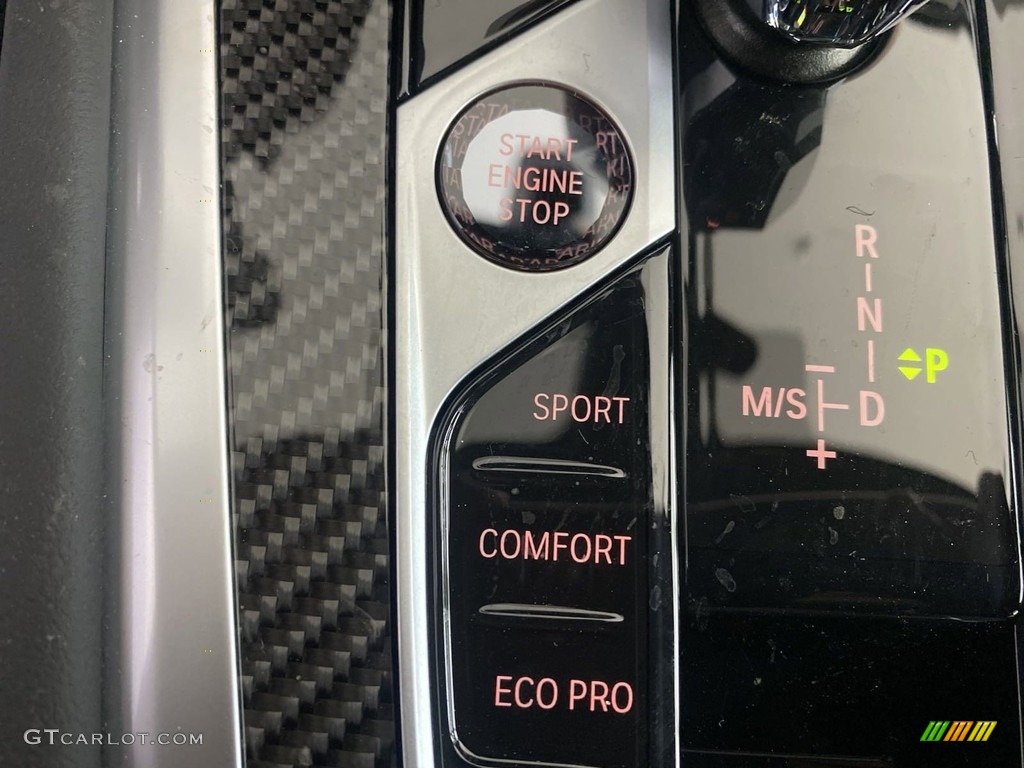 START
ENGINE
STOP
R
N
P
M/S D
SPORT
COMFORT
ECO PRO
GTCARLOT.COM